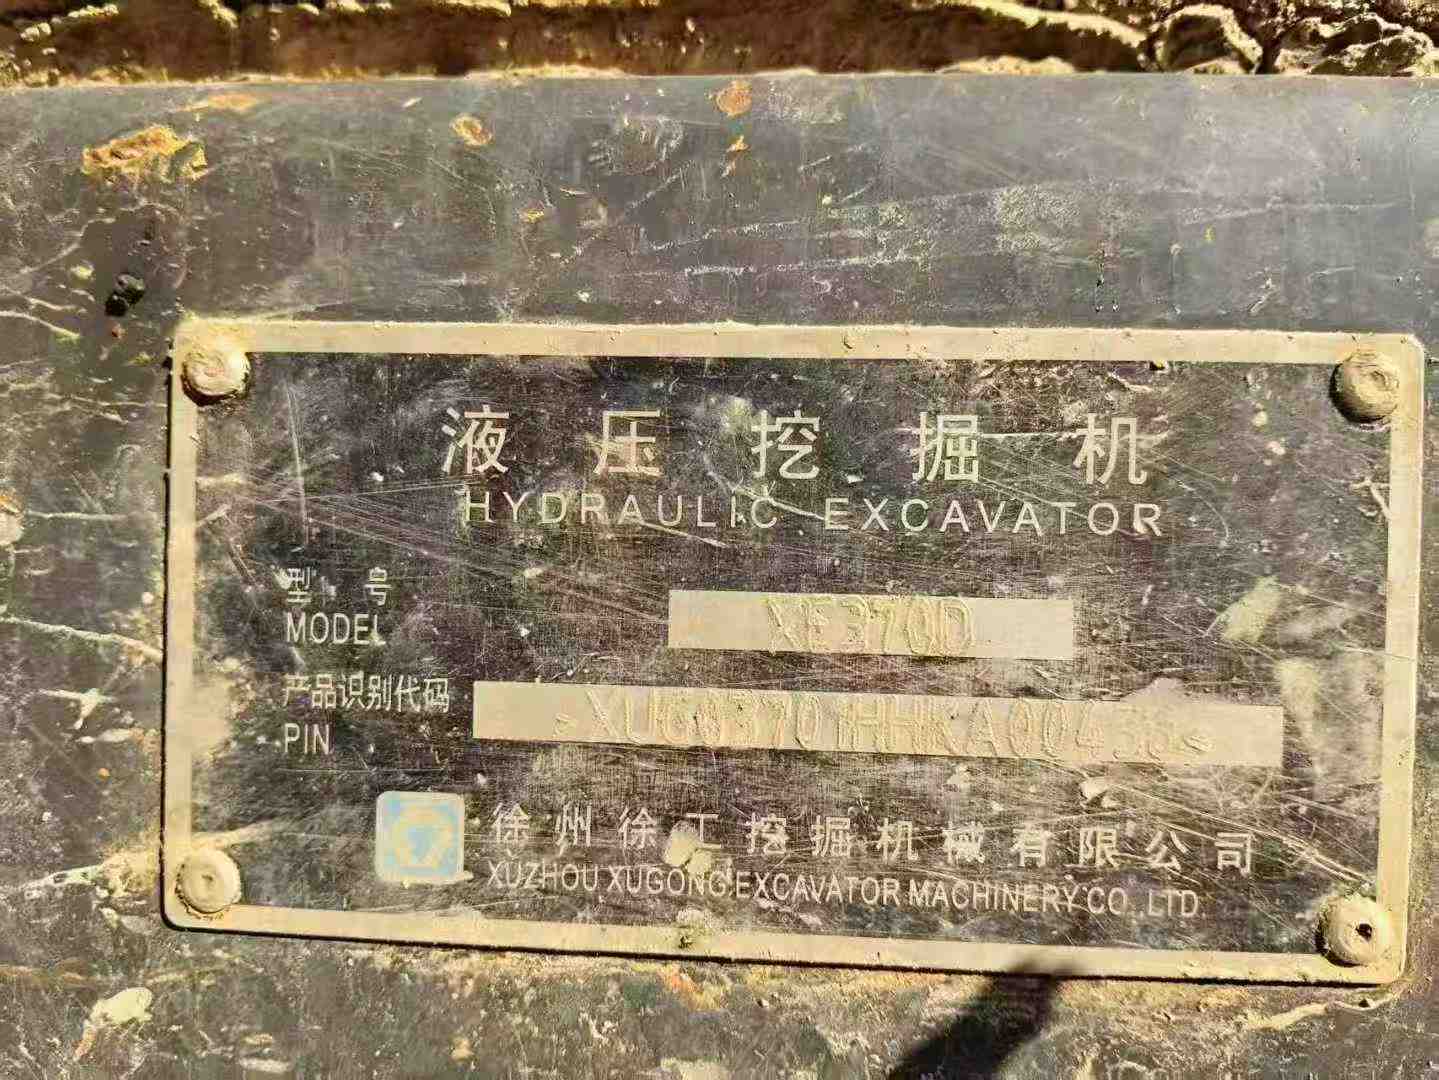 液压挖掘机
HYDRAULIC EXCAVATOR
型号
MODEL
XE370D
产品识别代码
PIN
徐州徐工挖掘机械有限公司
XUZHOU XUGONG EXCAVATOR MACHINERY CO.,LTD